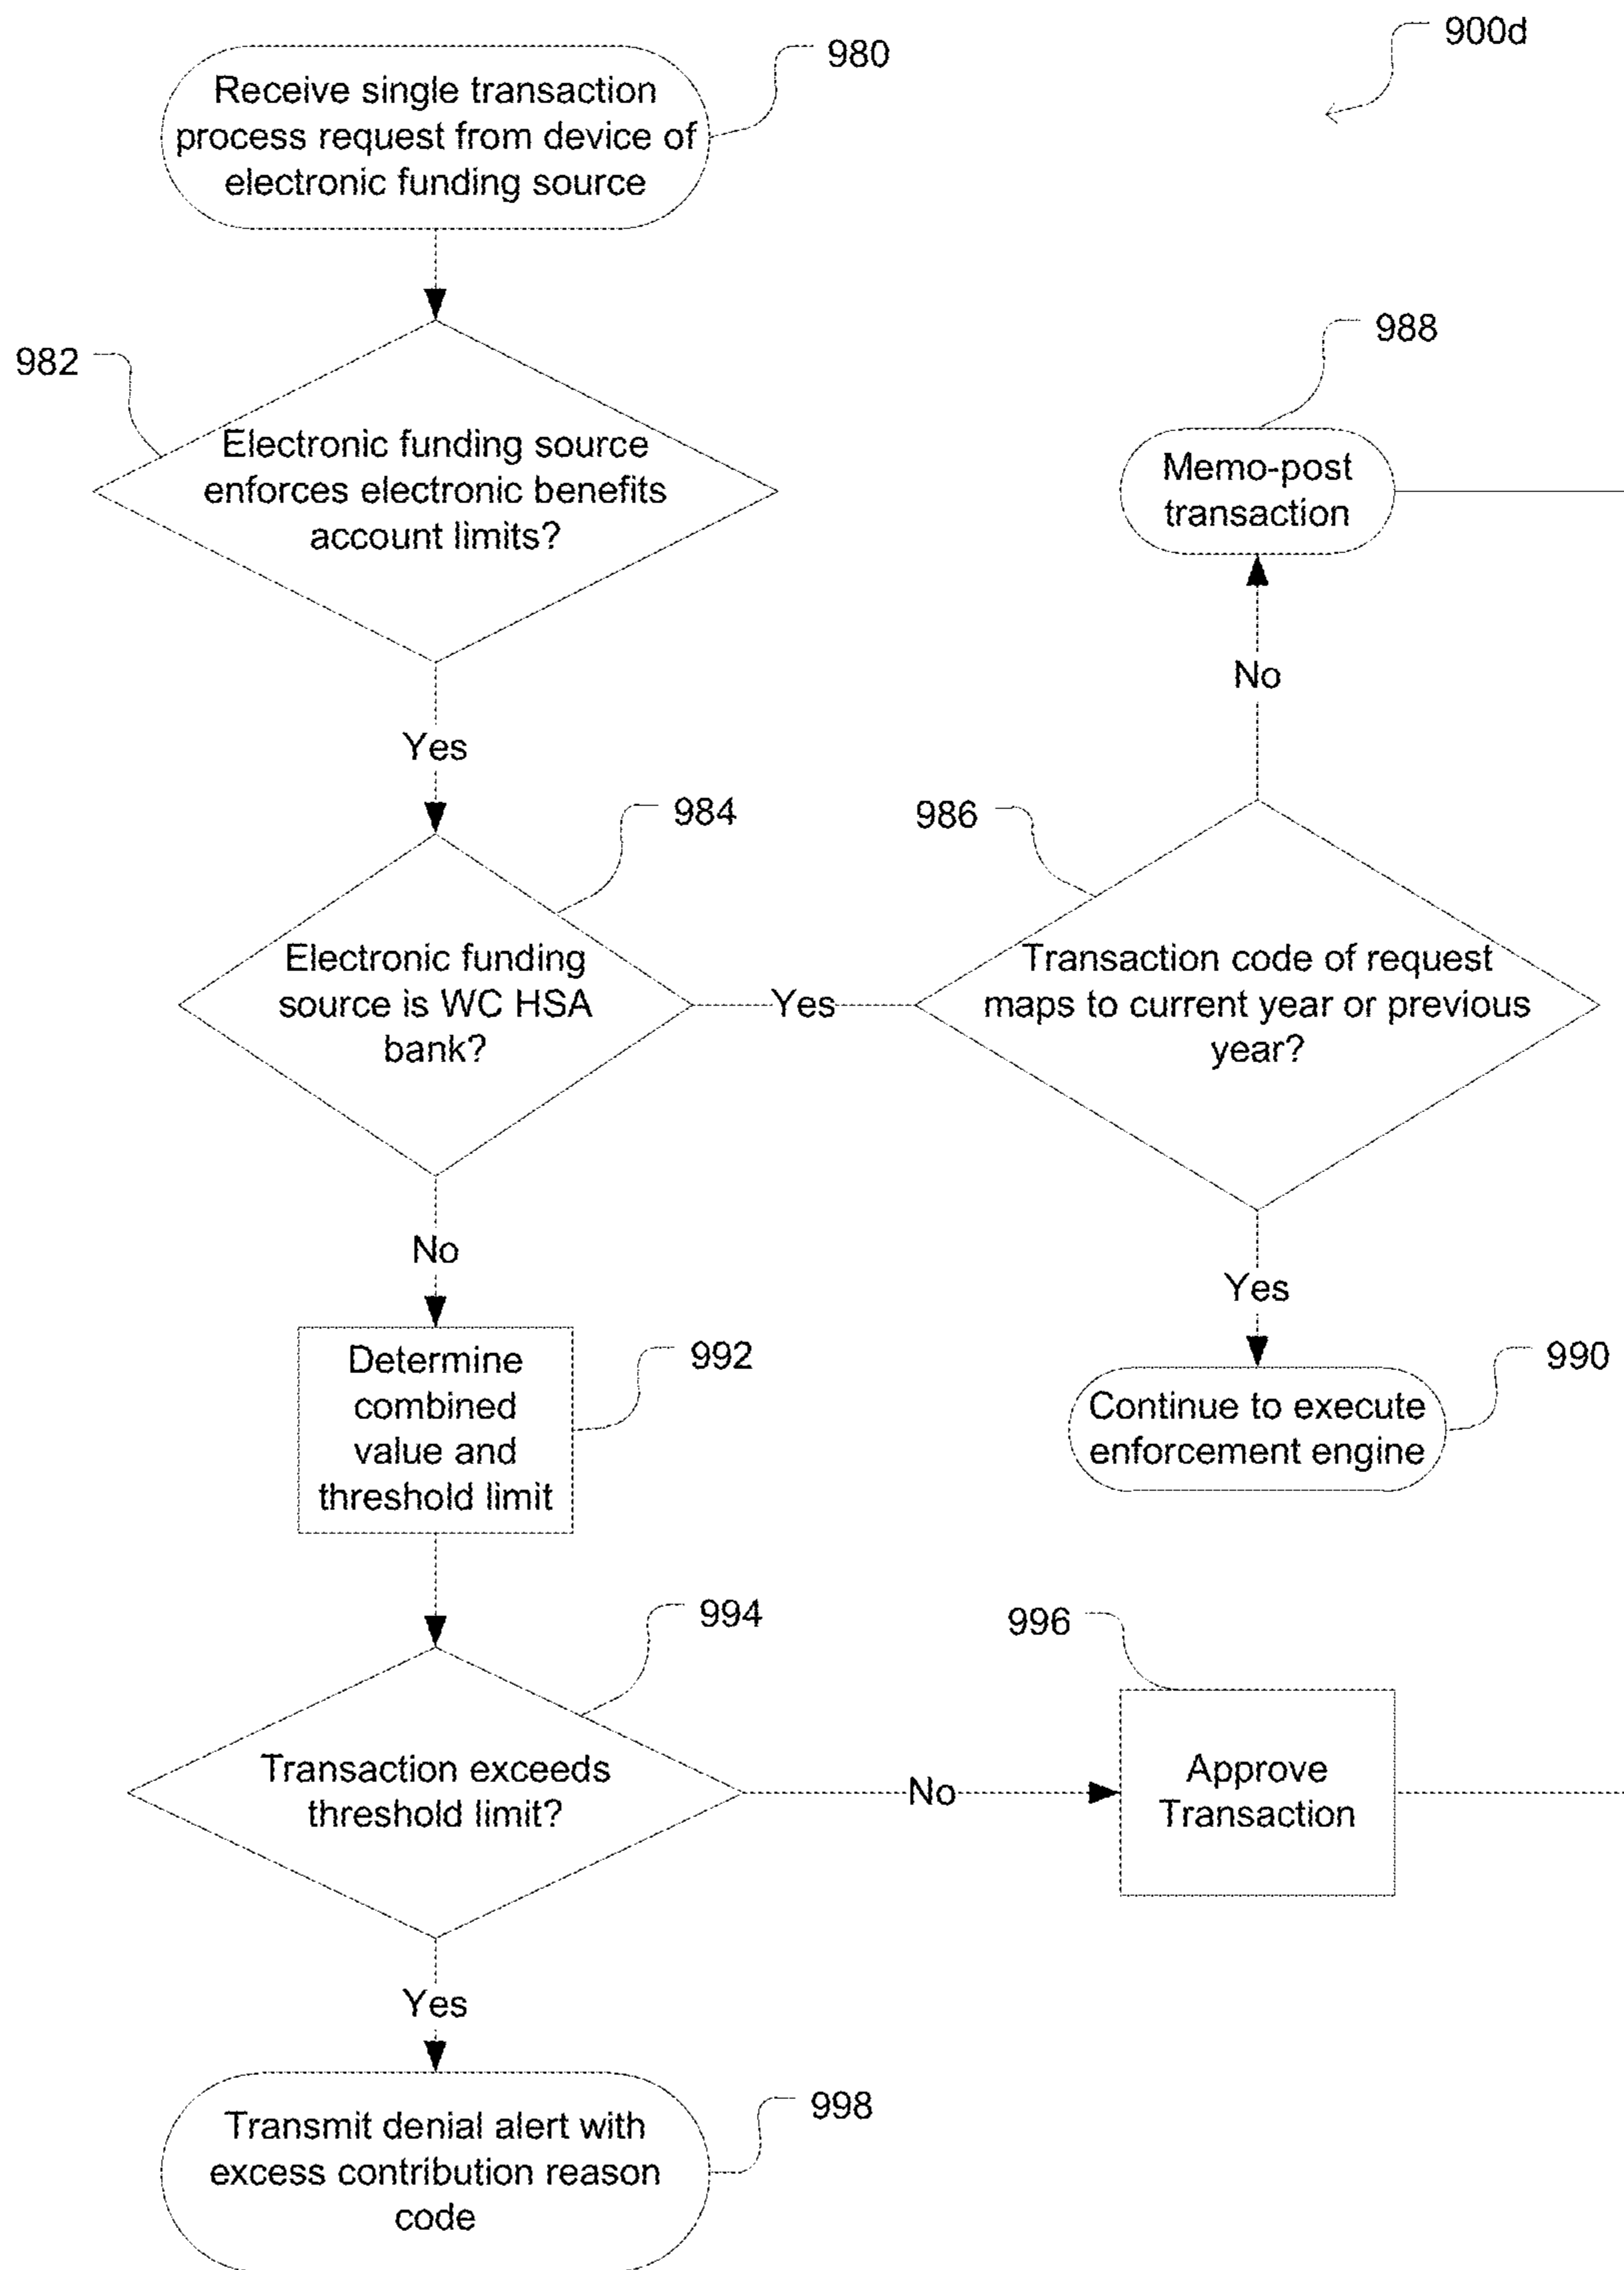 900d
980
Receive single transaction
process request from device of
electronic funding source
982
Electronic funding source
enforces electronic benefits
account limits?
988
Memo-post
transaction
No
Yes
984
986
Electronic funding
source is WC HSA
bank?
Yes
Transaction code of request
maps to current year or previous
year?
No
Yes
992
990
Determine
combined
value and
threshold limit
Continue to execute
enforcement engine
994
996
Transaction exceeds
threshold limit?
No
Approve
Transaction
Yes
998
Transmit denial alert with
excess contribution reason
code